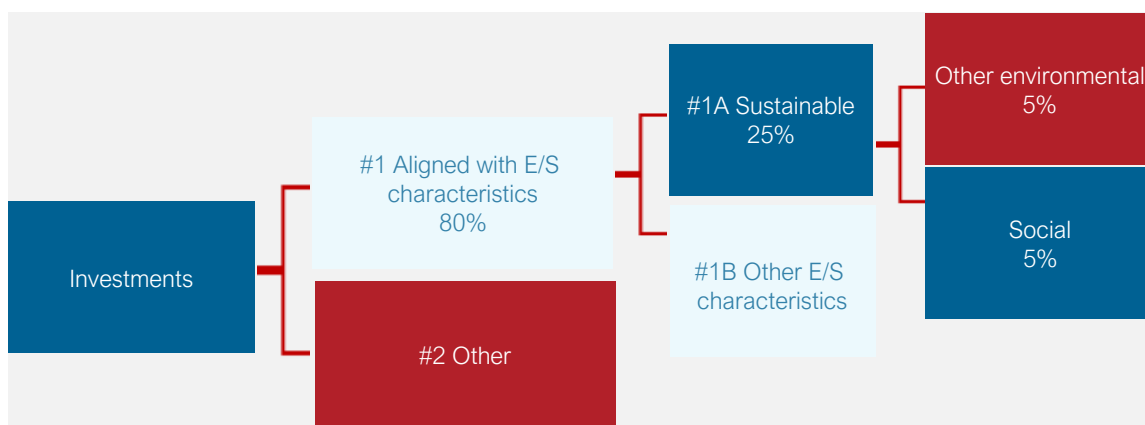 Investments
#1 Aligned with E/S
characteristics
80%
#2 Other
#1A Sustainable
25%
#1B Other E/S
characteristics
Other environmental
5%
Social
5%